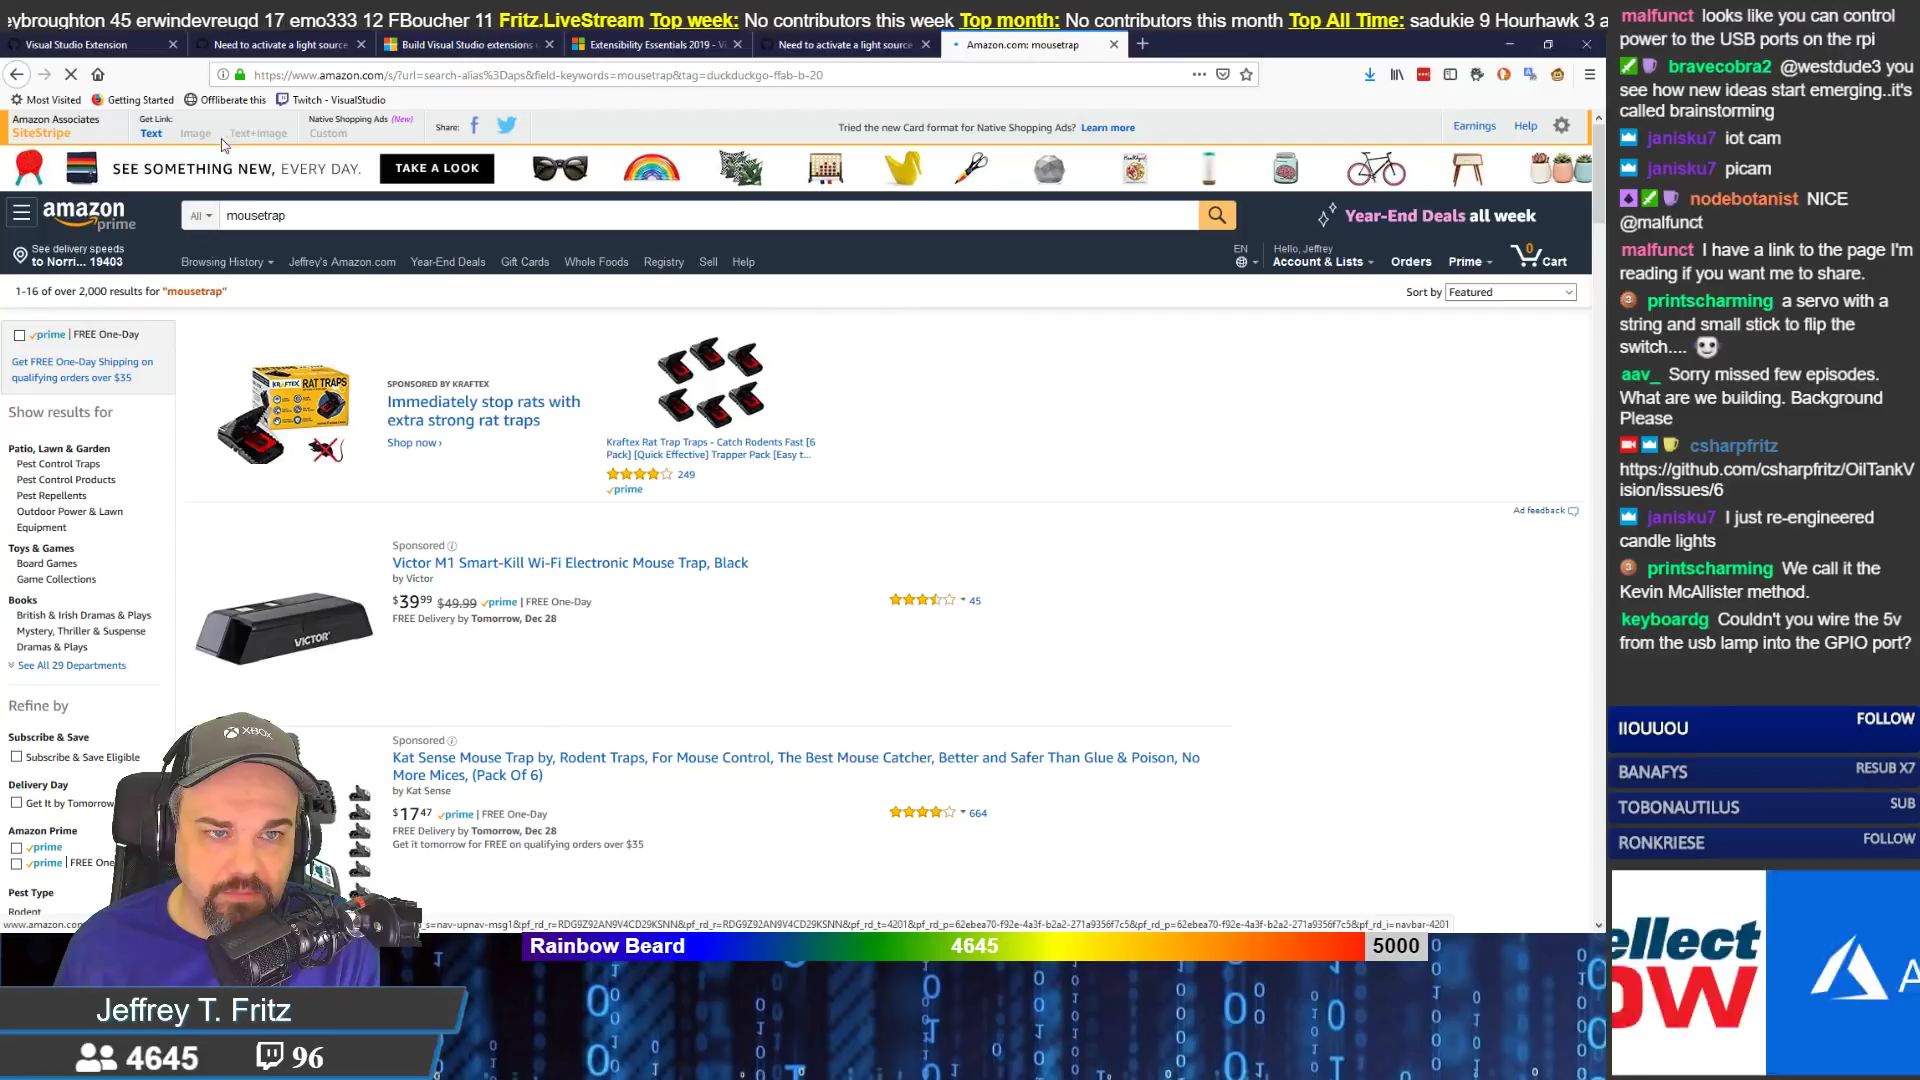 eybroughton 45 erwindevreugd 17 emo333 12 FBoucher 11 Fritz.LiveStream Top week: No contributors this week Top month: No contributors this month Top All Time: sadukie 9 Hourhawk 3 a
Visual Studio Extension
Need to activate a light source
Build Visual Studio extensions
Extensibility Essentials 2019 - Vi
Need to activate a light source
Amazon.com: mousetrap
https://www.amazon.com/s/?url=search-alias%3Daps&field-keywords=mousetrap&tag=duckduckgo-ffab-b-20
Most Visited
Getting Started
Offliberate this
Twitch - VisualStudio
Amazon Associates
SiteStripe
Get Link:
Text
Image
Text+Image
Native Shopping Ads (New)
Custom
Share:
Tried the new Card format for Native Shopping Ads? Learn more
Earnings
Help
SEE SOMETHING NEW, EVERY DAY.
TAKE A LOOK
amazon
prime
All
mousetrap
Year-End Deals all week
See delivery speeds
to Norri... 19403
Browsing History
Jeffrey's Amazon.com
Year-End Deals
Gift Cards
Whole Foods
Registry
Sell
Help
EN
Hello, Jeffrey
Account & Lists
Orders
Prime
0
Cart
1-16 of over 2,000 results for "mousetrap"
Sort by Featured
prime | FREE One-Day
Get FREE One-Day Shipping on
qualifying orders over $35
Show results for
Patio, Lawn & Garden
Pest Control Traps
Pest Control Products
Pest Repellents
Outdoor Power & Lawn
Equipment
Toys & Games
Board Games
Game Collections
Books
British & Irish Dramas & Plays
Mystery, Thriller & Suspense
Dramas & Plays
See All 29 Departments
Refine by
Subscribe & Save
Subscribe & Save Eligible
Delivery Day
Get It by Tomorrow
Amazon Prime
prime
prime | FREE One
Pest Type
Rodent
KRAFTEX
RAT TRAPS
SPONSORED BY KRAFTEX
Immediately stop rats with
extra strong rat traps
Shop now ›
Kraftex Rat Trap Traps - Catch Rodents Fast [6
Pack] [Quick Effective] Trapper Pack [Easy t...
249
prime
Ad feedback
Sponsored
Victor M1 Smart-Kill Wi-Fi Electronic Mouse Trap, Black
by Victor
$39 99 $49.99 prime | FREE One-Day
FREE Delivery by Tomorrow, Dec 28
45
VICTOR
Sponsored
Kat Sense Mouse Trap by, Rodent Traps, For Mouse Control, The Best Mouse Catcher, Better and Safer Than Glue & Poison, No
More Mices, (Pack Of 6)
by Kat Sense
$17 47 prime | FREE One-Day
FREE Delivery by Tomorrow, Dec 28
Get it tomorrow for FREE on qualifying orders over $35
664
XBOX
www.amazon.co
_s=nav-upnav-msg1&pf_rd_r=RDG9Z92AN9V4CD29KSNN&pf_rd_r=RDG9Z92AN9V4CD29KSNN&pf_rd_t=4201&pf_rd_p=62ebea70-f92e-4a3f-b2a2-271a9356f7c5&pf_rd_p=62ebea70-f92e-4a3f-b2a2-271a9356f7c5&pf_rd_i=navbar-4201
Rainbow Beard
4645
5000
Jeffrey T. Fritz
4645
96
malfunct looks like you can control
power to the USB ports on the rpi
bravecobra2 @westdude3 you
see how new ideas start emerging..it's
called brainstorming
janisku7 iot cam
janisku7 picam
nodebotanist NICE
@malfunct
malfunct I have a link to the page I'm
reading if you want me to share.
printscharming a servo with a
string and small stick to flip the
switch....
aav_ Sorry missed few episodes.
What are we building. Background
Please
csharpfritz
https://github.com/csharpfritz/OilTankV
ision/issues/6
janisku7 I just re-engineered
candle lights
printscharming We call it the
Kevin McAllister method.
keyboardg Couldn't you wire the 5v
from the usb lamp into the GPIO port?
IIOUUOU FOLLOW
BANAFYS RESUB X7
TOBONAUTILUS SUB
RONKRIESE FOLLOW
ellect
OW
A